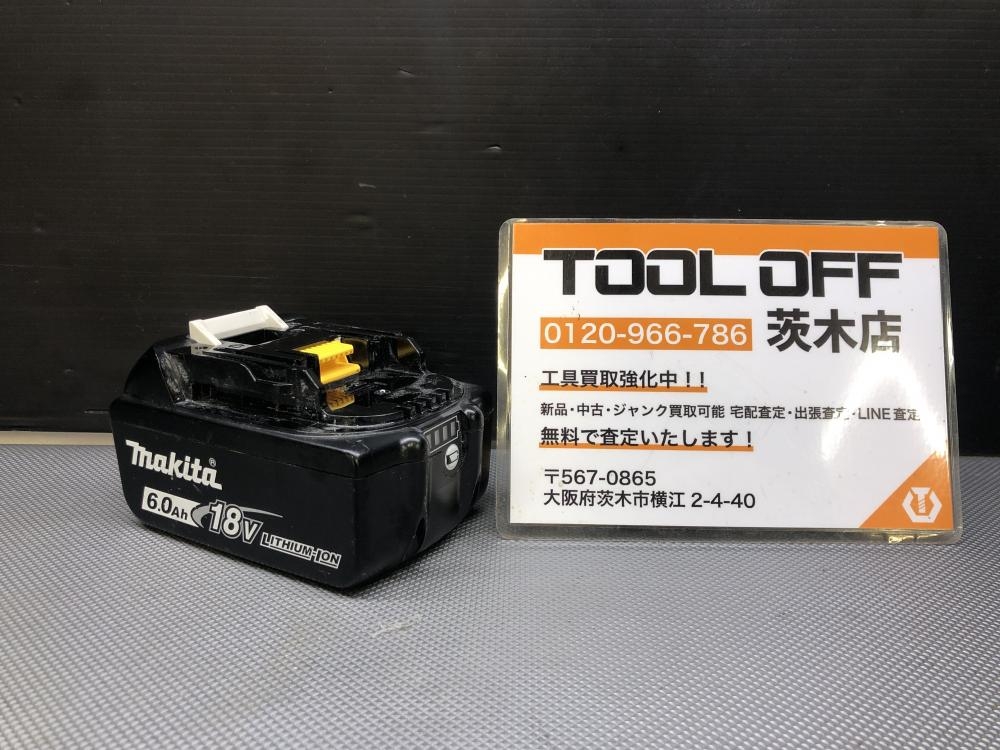 makita®
6.0Ah 18V LITHIUM-ION
TOOL OFF
0120-966-786 茨木店
工具買取強化中！！
新品・中古・ジャンク買取可能 宅配査定・出張査定・LINE査定
無料で査定いたします！
〒567-0865
大阪府茨木市横江 2-4-40